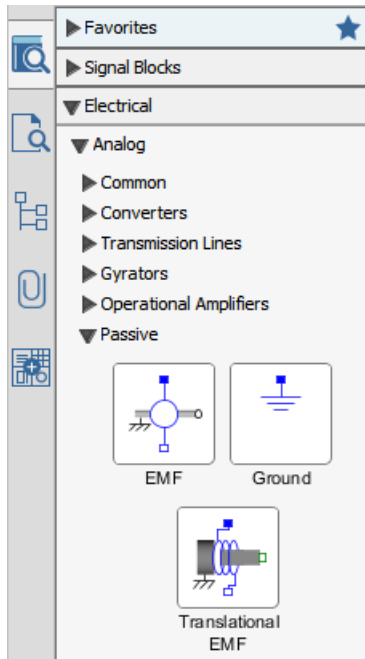 Favorites
Signal Blocks
Electrical
Analog
Common
Converters
Transmission Lines
Gyrators
Operational Amplifiers
Passive
EMF
Ground
Translational
EMF